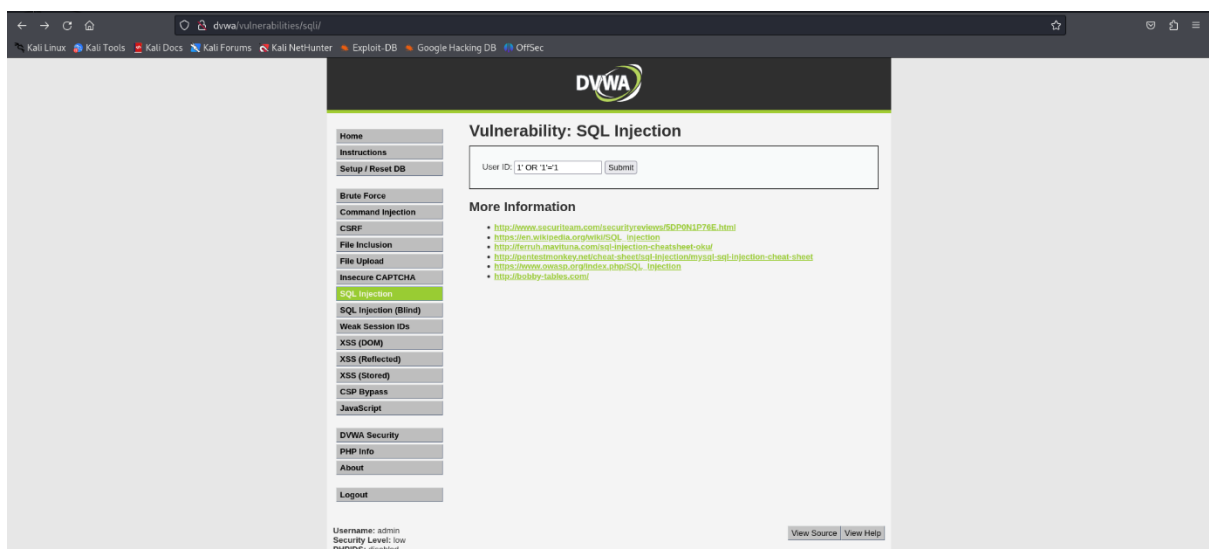 dvwa/vulnerabilities/sqli/
Kali Linux Kali Tools Kali Docs Kali Forums Kali NetHunter Exploit-DB Google Hacking DB OffSec
DVWA
Home
Instructions
Setup / Reset DB
Brute Force
Command Injection
CSRF
File Inclusion
File Upload
Insecure CAPTCHA
SQL Injection
SQL Injection (Blind)
Weak Session IDs
XSS (DOM)
XSS (Reflected)
XSS (Stored)
CSP Bypass
JavaScript
DVWA Security
PHP Info
About
Logout
Vulnerability: SQL Injection
User ID: 1' OR '1'='1 Submit
More Information
http://www.securiteam.com/securityreviews/5DP0N1P76E.html
https://en.wikipedia.org/wiki/SQL_injection
http://ferruh.mavituna.com/sql-injection-cheatsheet-oku/
http://pentestmonkey.net/cheat-sheet/sql-injection/mysql-sql-injection-cheat-sheet
https://www.owasp.org/index.php/SQL_Injection
http://bobby-tables.com/
Username: admin
Security Level: low
PHPIDS: disabled
View Source View Help